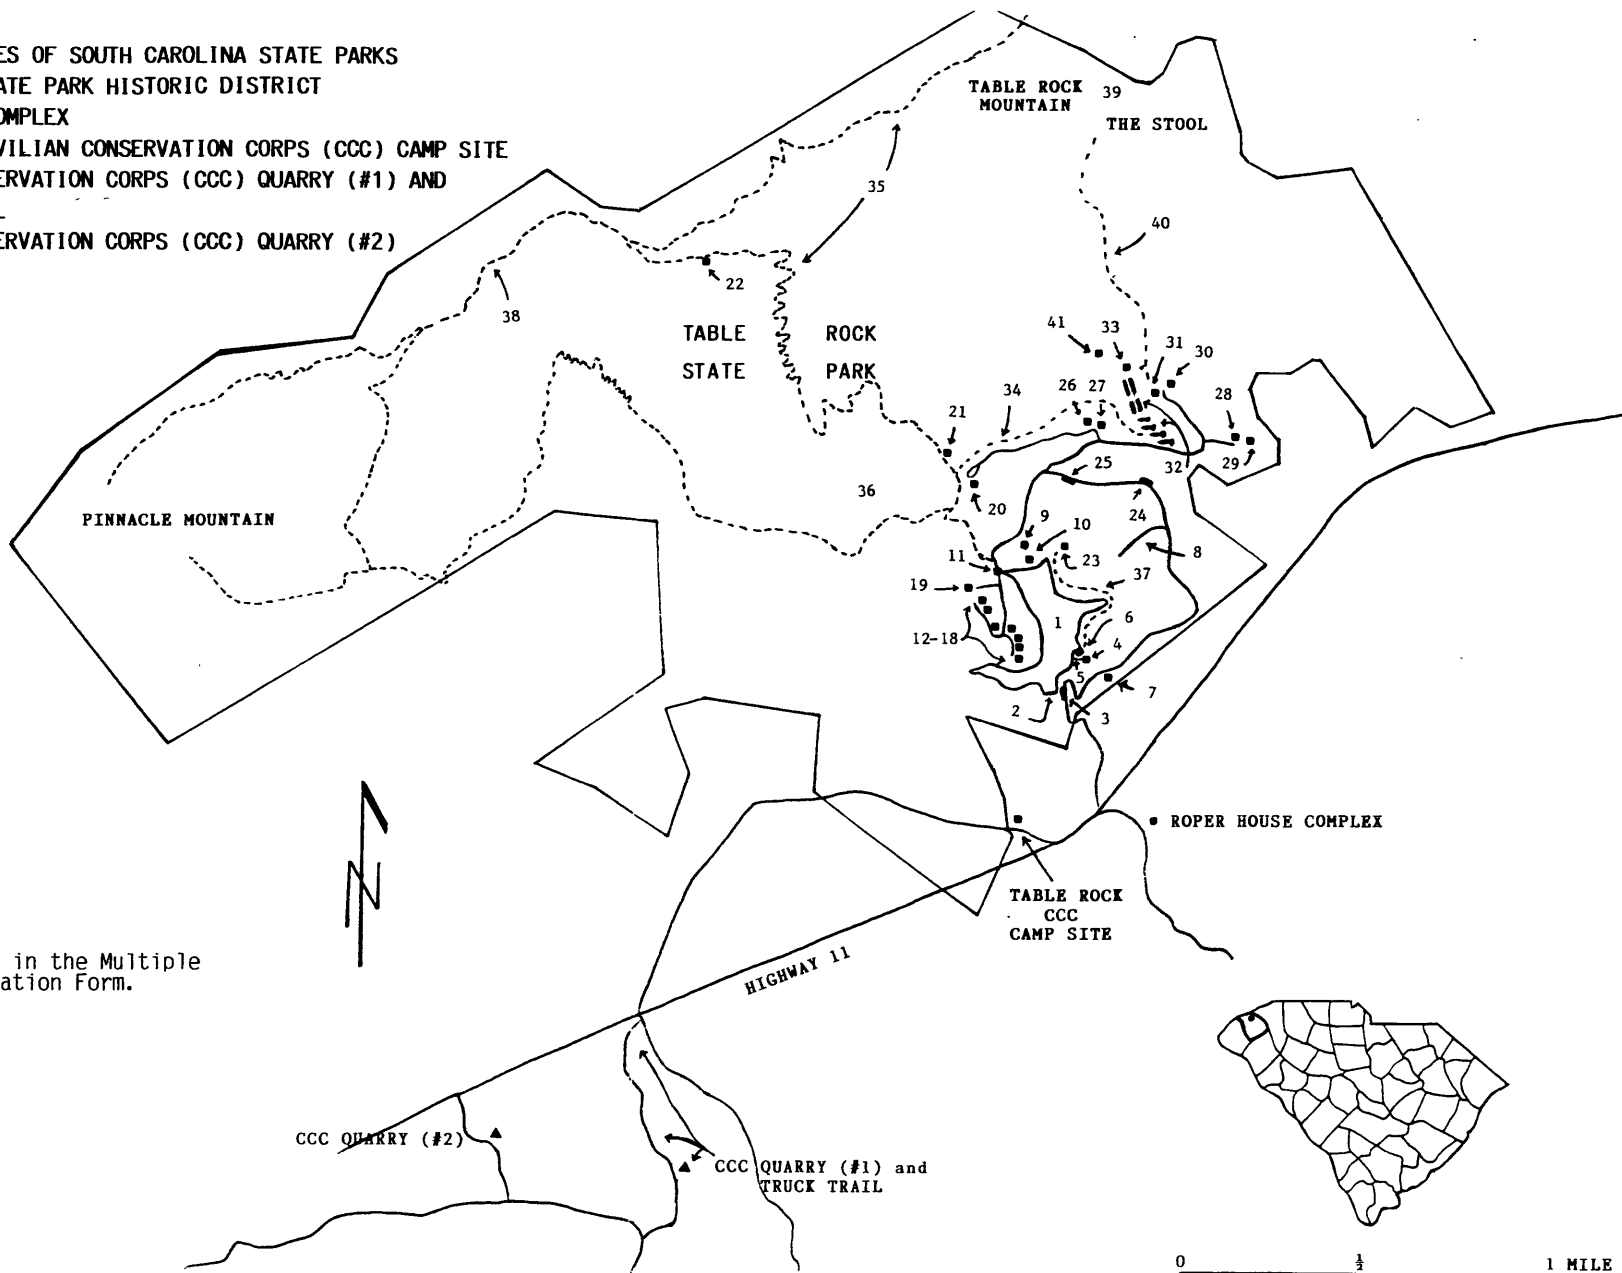 ES OF SOUTH CAROLINA STATE PARKS
ATE PARK HISTORIC DISTRICT
OMPLEX
VILIAN CONSERVATION CORPS (CCC) CAMP SITE
ERVATION CORPS (CCC) QUARRY (#1) AND
ERVATION CORPS (CCC) QUARRY (#2)
TABLE ROCK
MOUNTAIN
39
THE STOOL
35
40
22
38
TABLE ROCK
STATE PARK
41
33
31
30
26
27
34
28
21
29
32
25
36
20
24
PINNACLE MOUNTAIN
9
10
8
11
23
37
19
1
6
12-18
4
5
7
2
3
ROPER HOUSE COMPLEX
TABLE ROCK
CCC
CAMP SITE
N
in the Multiple
ation Form.
HIGHWAY 11
CCC QUARRY (#2)
CCC QUARRY (#1) and
TRUCK TRAIL
0 ½ 1 MILE